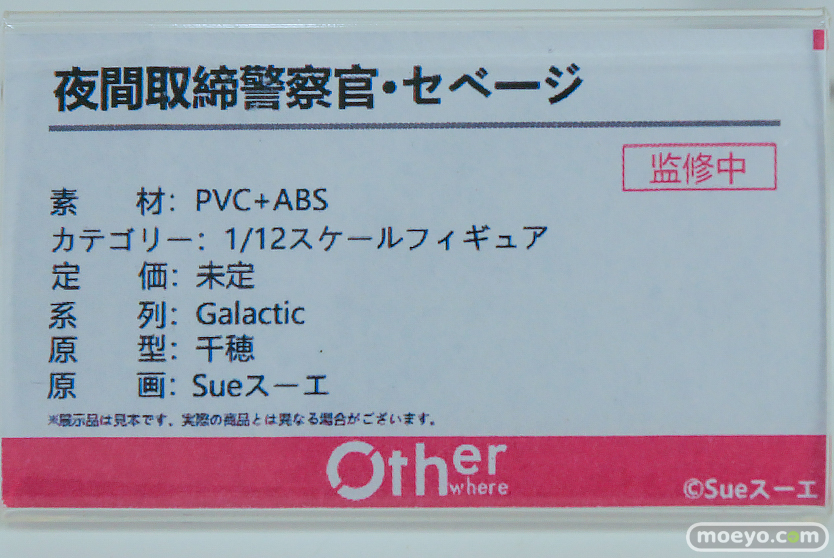 夜間取締警察官・セベージ
监修中
素 材：PVC+ABS
カテゴリー：1/12スケールフィギュア
定 価：未定
系 列：Galactic
原 型：千穂
原 画：Sueスーエ
※展示品は見本です、実際の商品とは異なる場合がございます。
Other
where
©Sueスーエ
moeyo.com